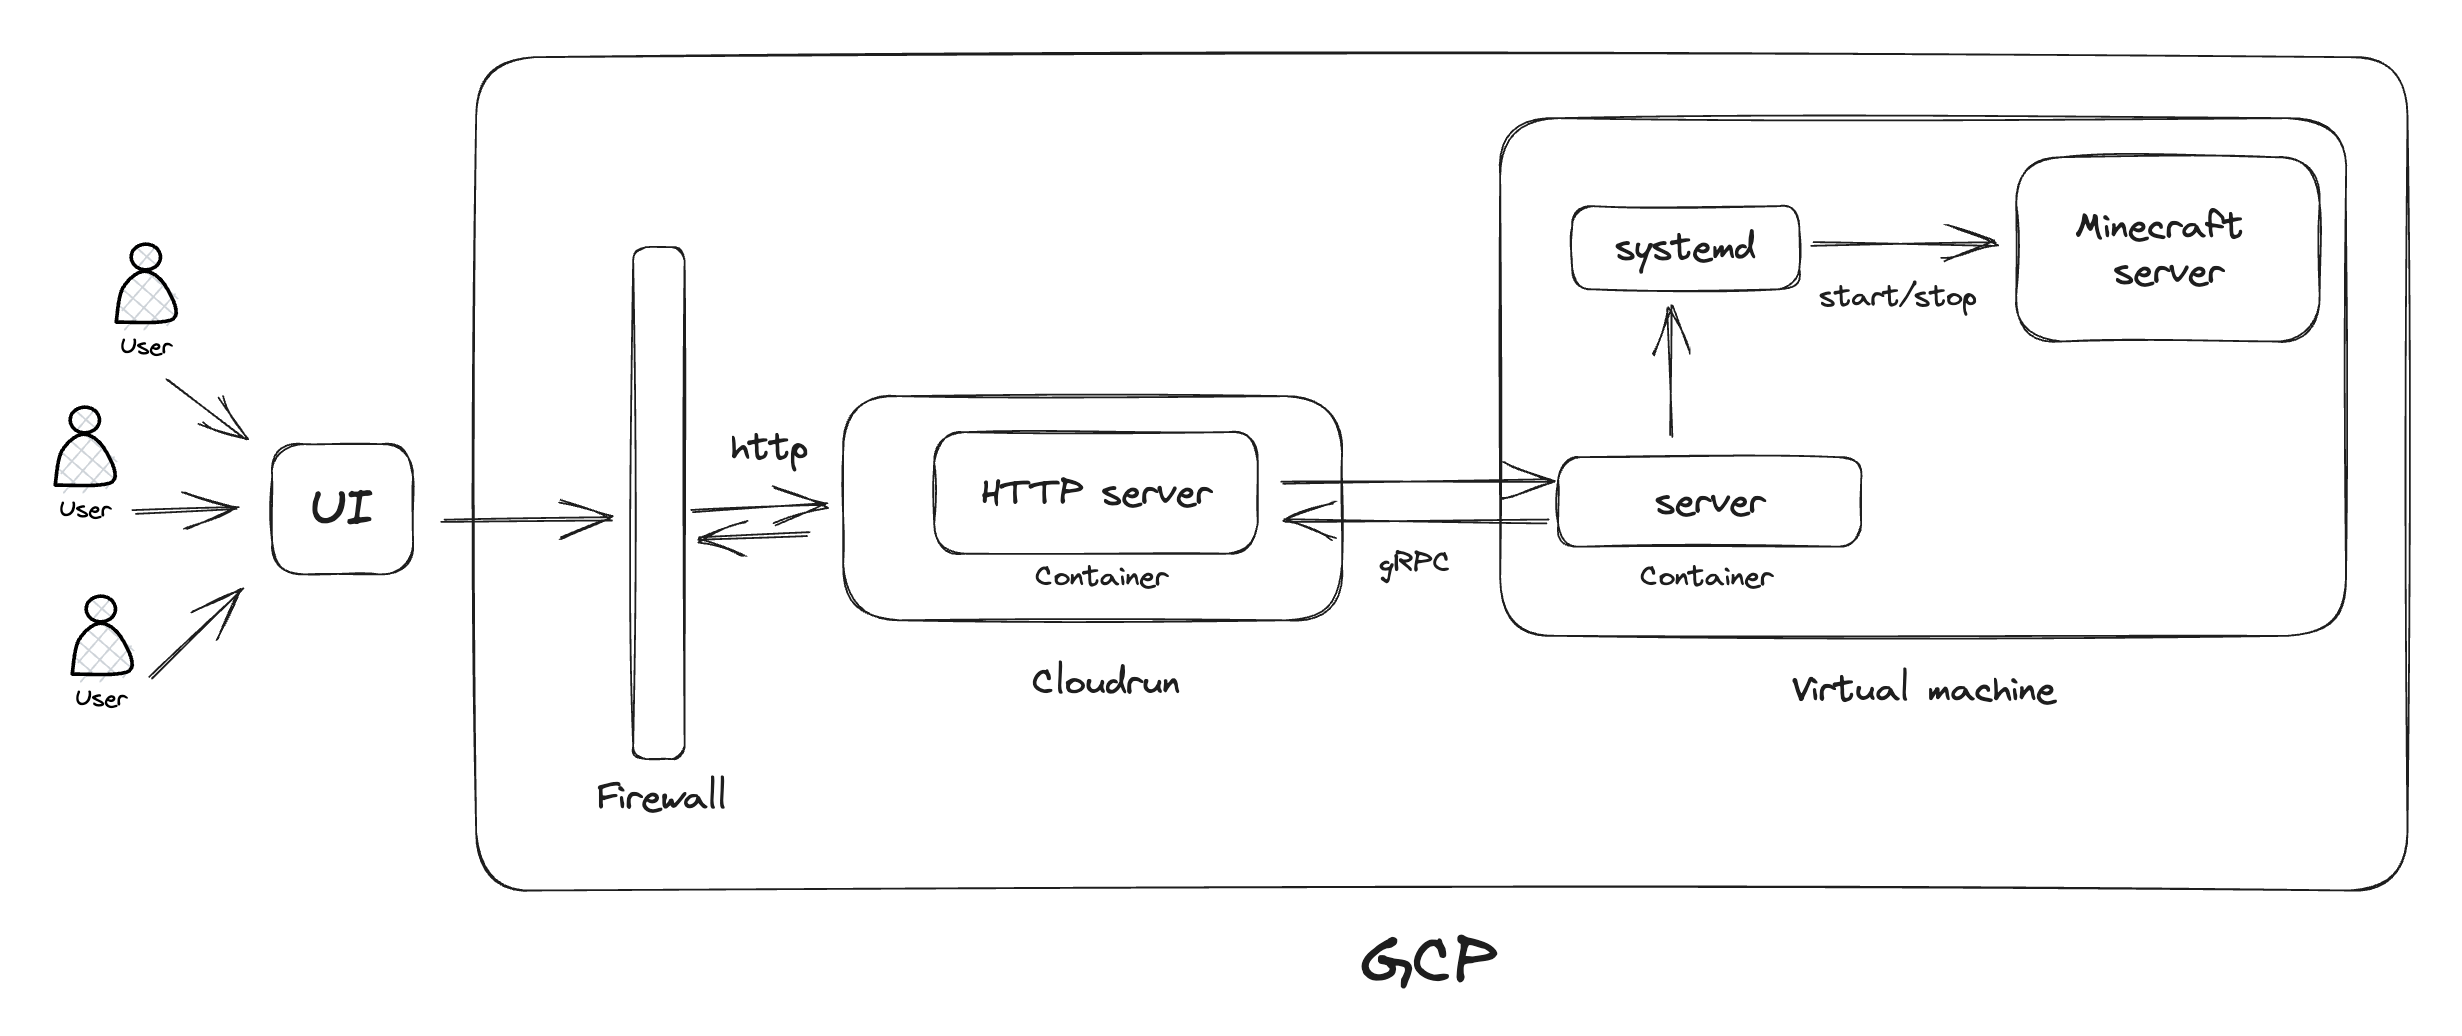 User
User
User
UI
Firewall
http
HTTP server
Container
Cloudrun
gRPC
systemd
start/stop
Minecraft
server
server
Container
Virtual machine
GCP